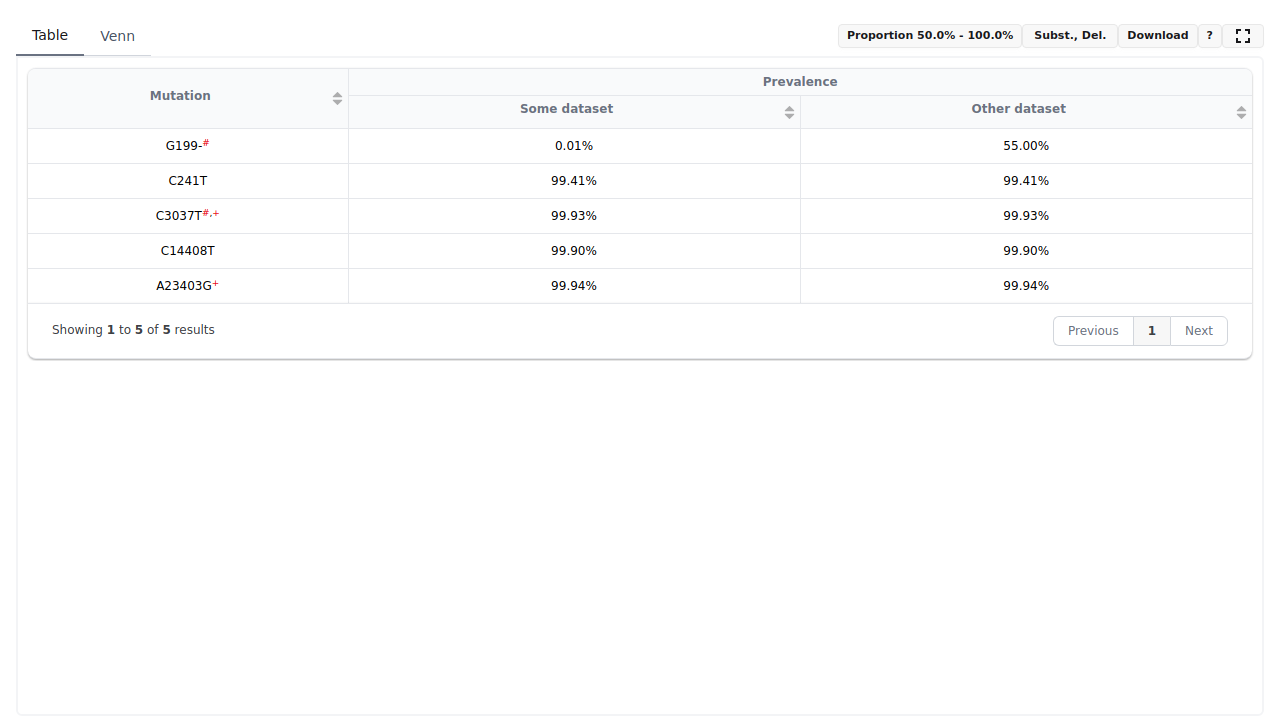 Table Venn Proportion 50.0% - 100.0% Subst., Del. Download ?
Mutation Prevalence
Some dataset Other dataset
G199-# 0.01% 55.00%
C241T 99.41% 99.41%
C3037T#,+ 99.93% 99.93%
C14408T 99.90% 99.90%
A23403G+ 99.94% 99.94%
Showing 1 to 5 of 5 results Previous 1 Next